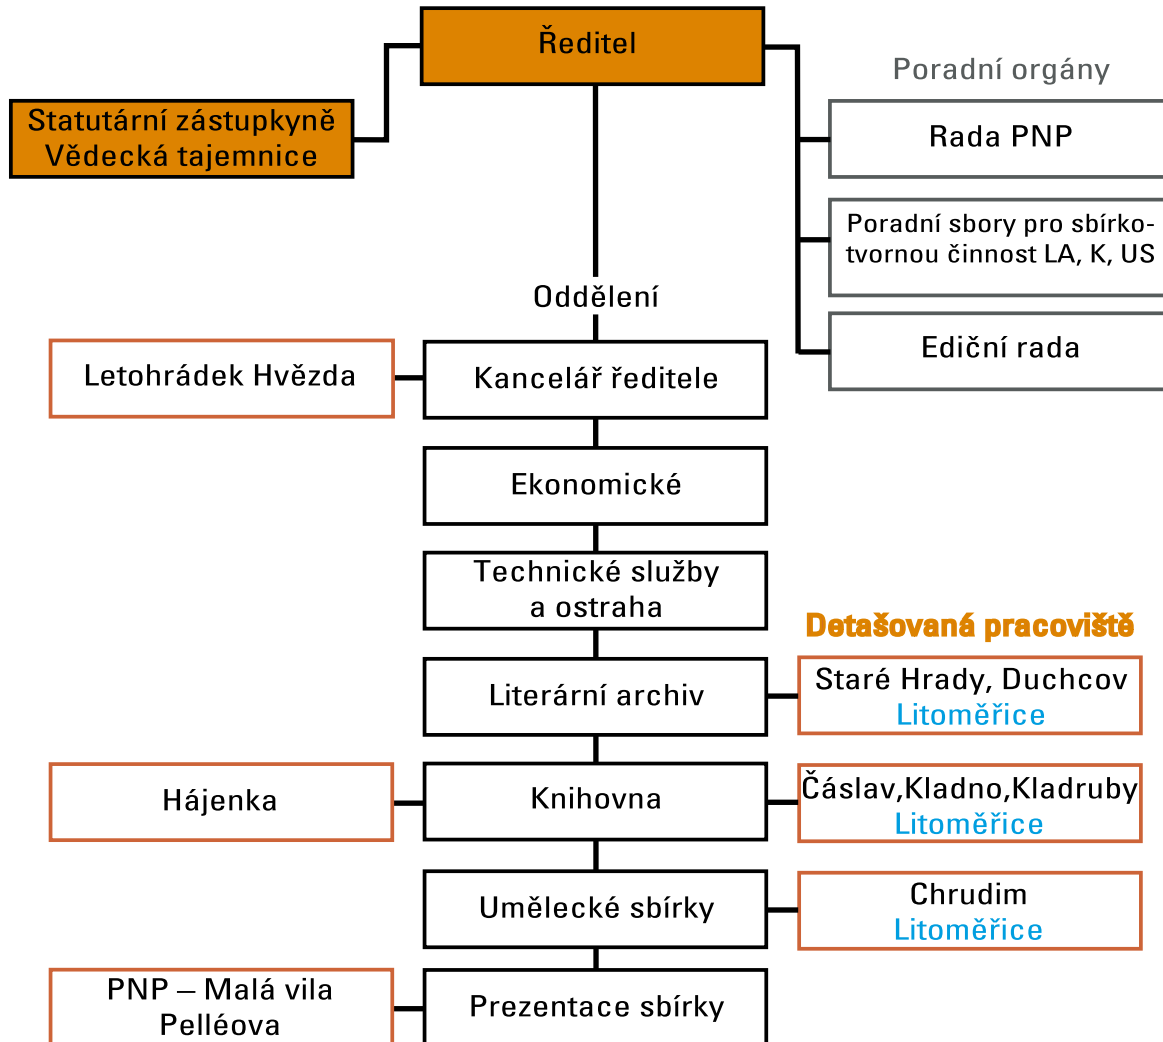 Ředitel
Poradní orgány
Statutární zástupkyně
Vědecká tajemnice
Rada PNP
Poradní sbory pro sbírko-
tvornou činnost LA, K, US
Ediční rada
Oddělení
Letohrádek Hvězda
Kancelář ředitele
Ekonomické
Technické služby
a ostraha
Detašovaná pracoviště
Literární archiv
Staré Hrady, Duchcov
Litoměřice
Hájenka
Knihovna
Čáslav,Kladno,Kladruby
Litoměřice
Umělecké sbírky
Chrudim
Litoměřice
PNP – Malá vila
Pelléova
Prezentace sbírky